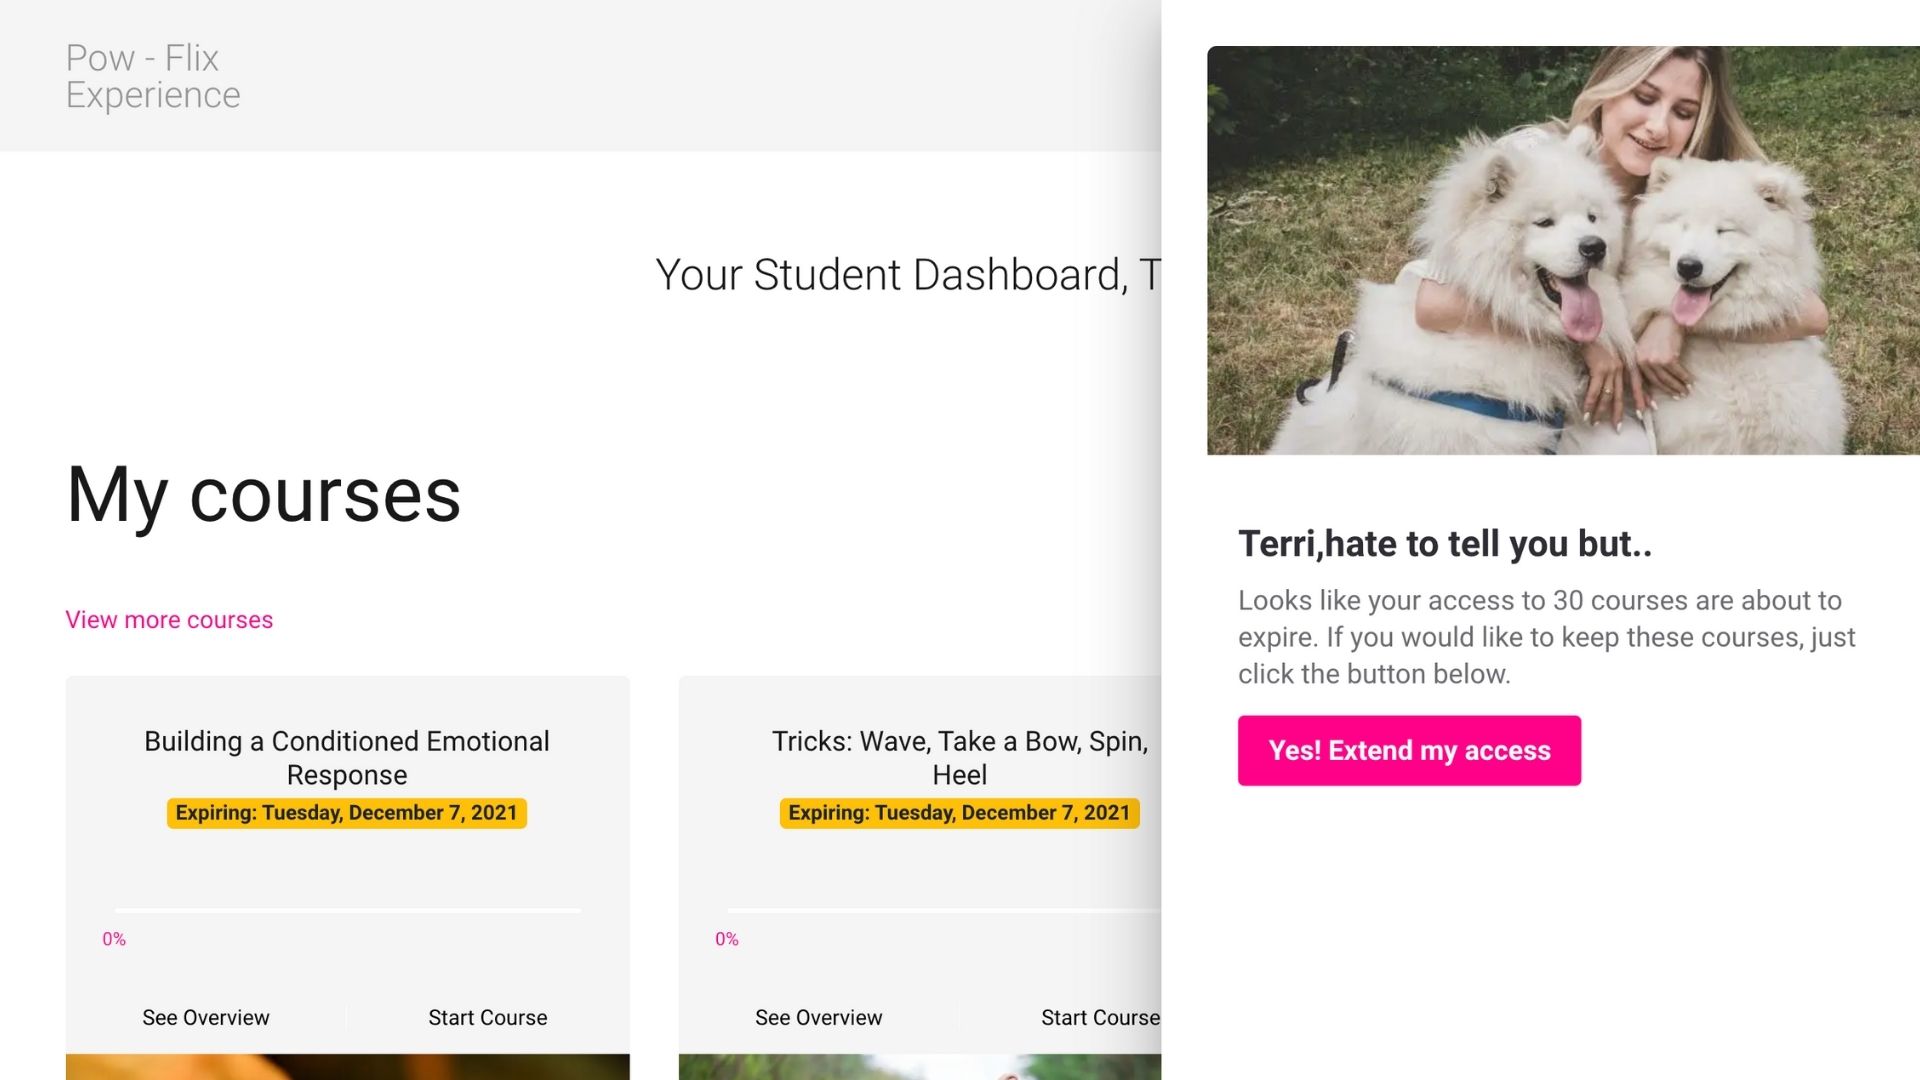 Pow - Flix
Experience
Your Student Dashboard, T
My courses
View more courses
Building a Conditioned Emotional
Response
Expiring: Tuesday, December 7, 2021
0%
See Overview
Start Course
Tricks: Wave, Take a Bow, Spin,
Heel
Expiring: Tuesday, December 7, 2021
0%
See Overview
Start Course
Terri,hate to tell you but..
Looks like your access to 30 courses are about to
expire. If you would like to keep these courses, just
click the button below.
Yes! Extend my access